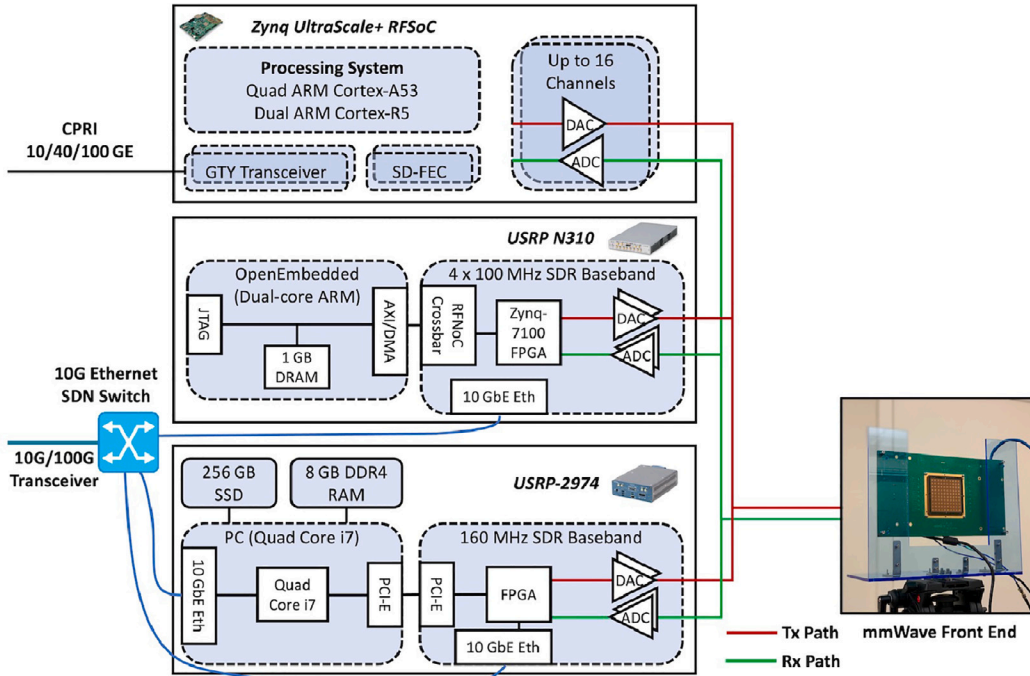 Zynq UltraScale+ RFSoC
Processing System
Quad ARM Cortex-A53
Dual ARM Cortex-R5
Up to 16
Channels
DAC
ADC
CPRI
10/40/100 GE
GTY Transceiver
SD-FEC
USRP N310
OpenEmbedded
(Dual-core ARM)
JTAG
1 GB
DRAM
AXI/DMA
4 x 100 MHz SDR Baseband
RFNoC
Crossbar
Zynq-
7100
FPGA
DAC
ADC
10 GbE Eth
10G Ethernet
SDN Switch
10G/100G
Transceiver
USRP-2974
256 GB
SSD
8 GB DDR4
RAM
PC (Quad Core i7)
10 GbE Eth
Quad
Core i7
PCI-E
160 MHz SDR Baseband
PCI-E
FPGA
DAC
ADC
10 GbE Eth
Tx Path
Rx Path
mmWave Front End